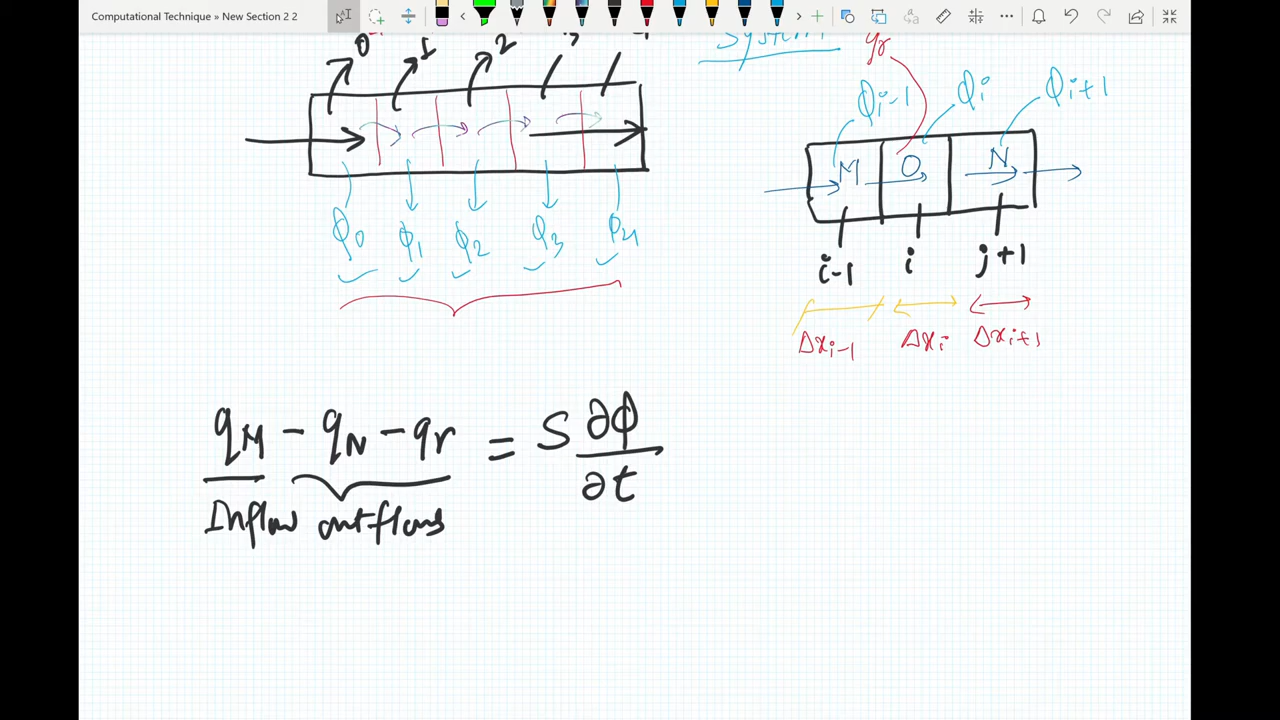 Computational Technique » New Section 2 2
System
qr
0 1 2 3
ϕi-1 ϕi ϕi+1
M O N
ϕ0 ϕ1 ϕ2 ϕ3 ϕ4
i-1 i j+1
Δxi-1 Δxi Δxi+1
qM - qN - qr = S ∂ϕ/∂t
Inflow outflows